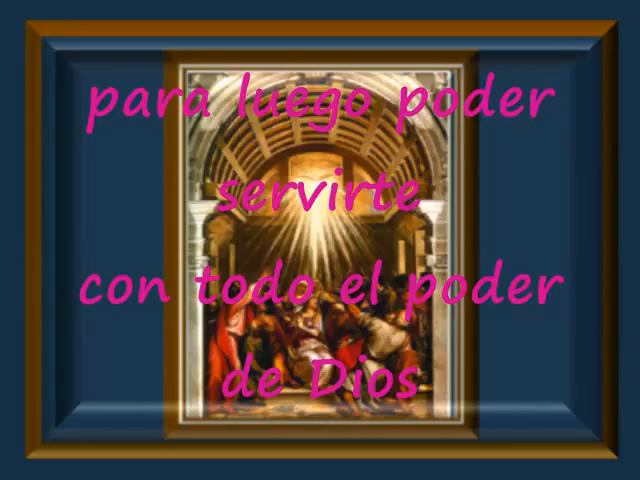 para luego poder
servirte
con todo el poder
de Dios